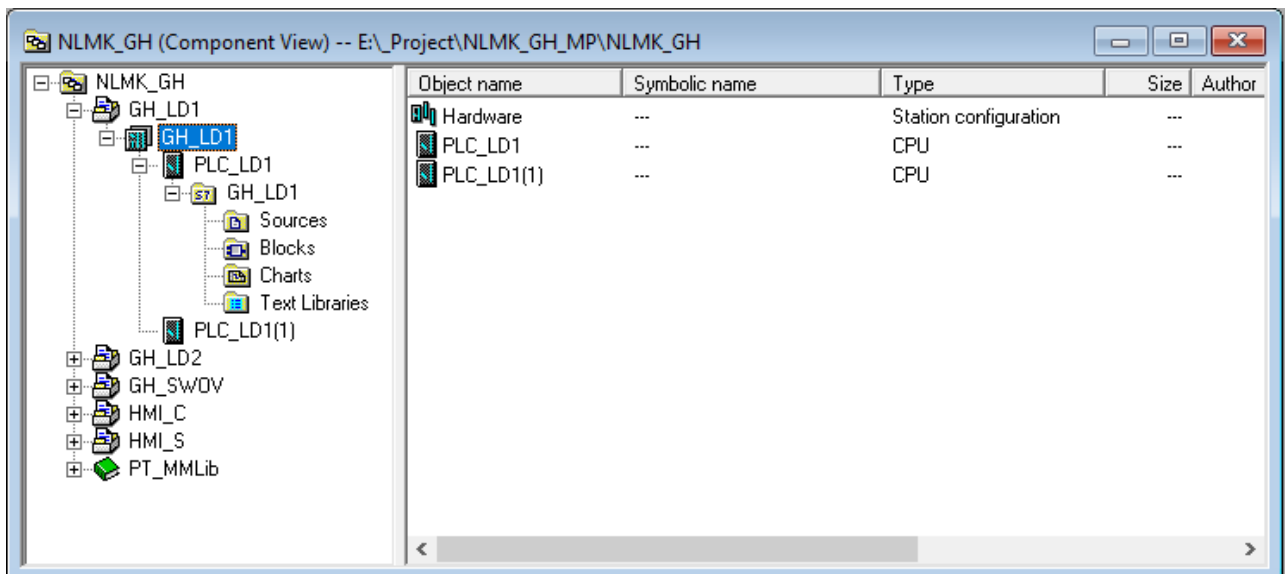 NLMK_GH (Component View) -- E:\_Project\NLMK_GH_MP\NLMK_GH
NLMK_GH
GH_LD1
GH_LD1
PLC_LD1
GH_LD1
Sources
Blocks
Charts
Text Libraries
PLC_LD1(1)
GH_LD2
GH_SWOV
HMI_C
HMI_S
PT_MMLib
Object name Symbolic name Type Size Author
Hardware --- Station configuration ---
PLC_LD1 --- CPU ---
PLC_LD1(1) --- CPU ---